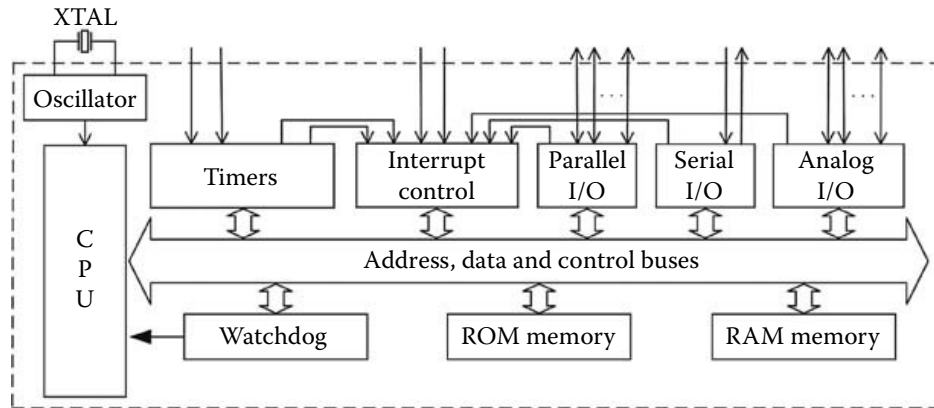 XTAL
Oscillator
Timers
Interrupt
control
Parallel
I/O
Serial
I/O
Analog
I/O
C
P
U
Address, data and control buses
Watchdog
ROM memory
RAM memory